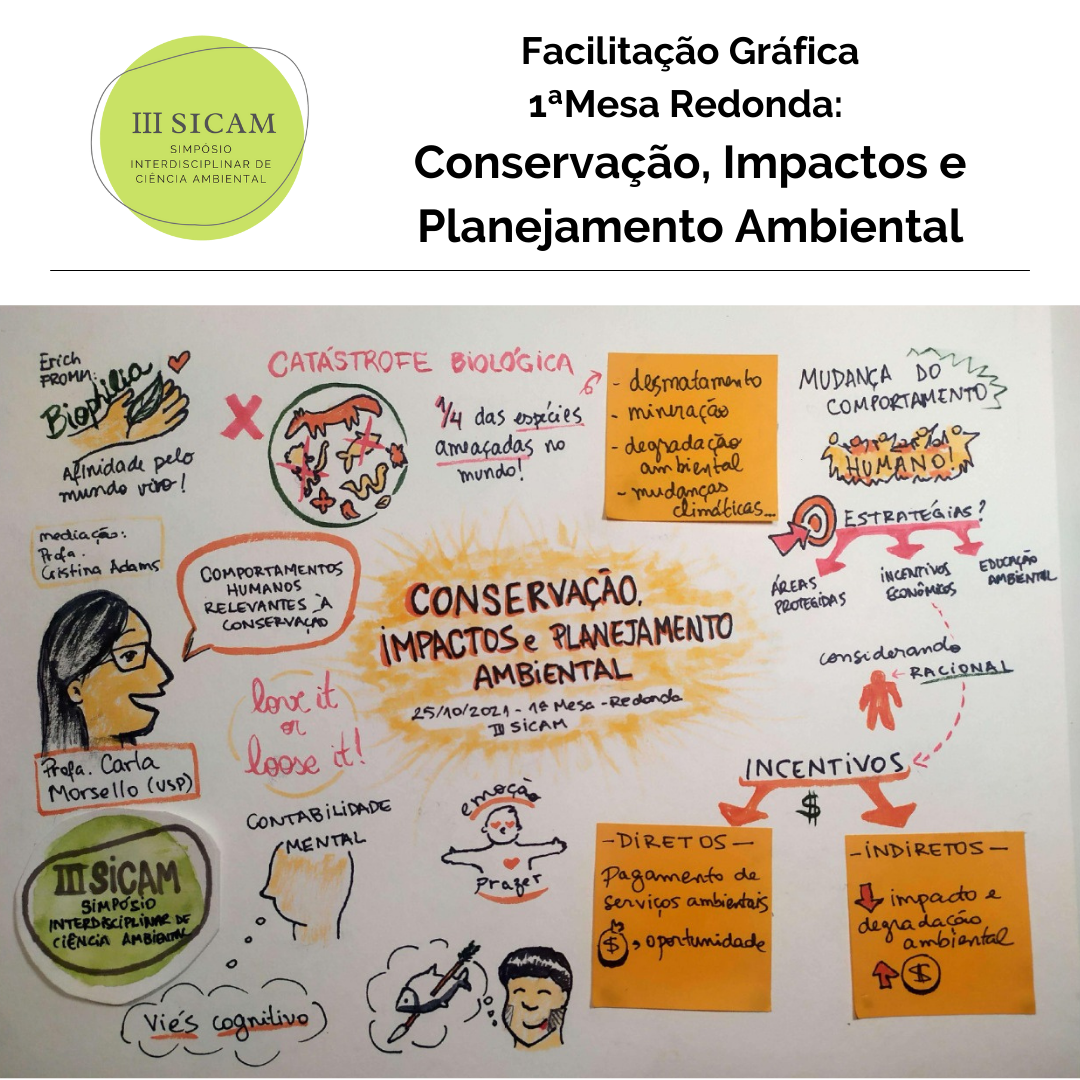 III SICAM
SIMPÓSIO
INTERDISCIPLINAR DE
CIÊNCIA AMBIENTAL
Facilitação Gráfica
1ªMesa Redonda:
Conservação, Impactos e
Planejamento Ambiental
Erich
FROMM:
Biophilia
Afinidade pelo
mundo vivo!
X
CATÁSTROFE BIOLÓGICA
1/4 das espécies
ameaçadas no
mundo!
- desmatamento
- mineração
- degradação
ambiental
- mudanças
climáticas...
MUDANÇA DO
COMPORTAMENTO
HUMANO!
ESTRATÉGIAS?
ÁREAS
PROTEGIDAS
INCENTIVOS
ECONÔMICOS
EDUCAÇÃO
AMBIENTAL
mediação:
Profa.
Cristina Adams
COMPORTAMENTOS
HUMANOS
RELEVANTES À
CONSERVAÇÃO
CONSERVAÇÃO,
IMPACTOS e PLANEJAMENTO
AMBIENTAL
25/10/2021 - 1ª Mesa - Redonda
III SICAM
considerando
RACIONAL
love it
or
loose it!
Profa. Carla
Morsello (USP)
INCENTIVOS
$
CONTABILIDADE
MENTAL
emoção
prazer
- DIRETOS -
Pagamento de
serviços ambientais
$, oportunidade
- INDIRETOS -
impacto e
degradação
ambiental
$
III SICAM
SIMPÓSIO
INTERDISCIPLINAR DE
CIÊNCIA AMBIENTAL
Viés cognitivo